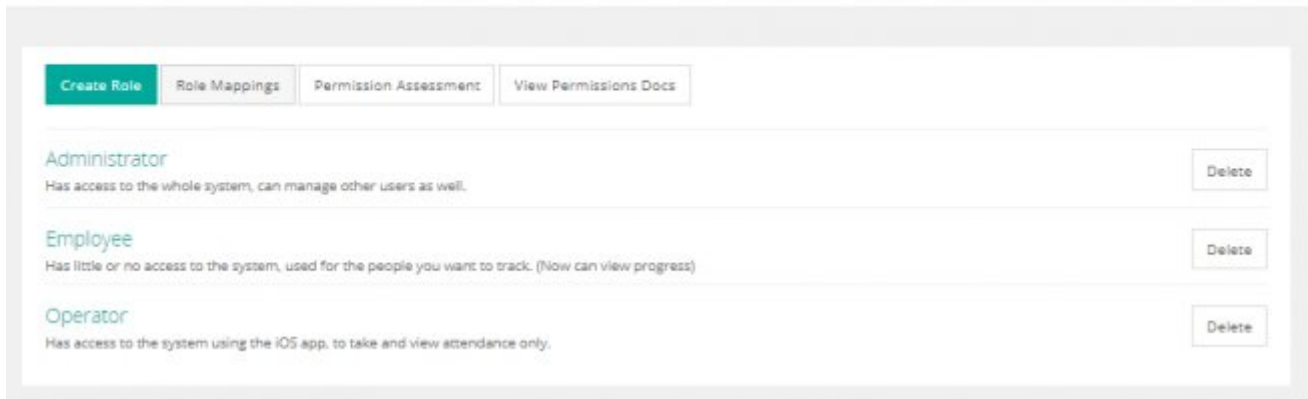 Create Role Role Mappings Permission Assessment View Permissions Docs
Administrator
Has access to the whole system, can manage other users as well.
Delete
Employee
Has little or no access to the system, used for the people you want to track. (Now can view progress)
Delete
Operator
Has access to the system using the iOS app, to take and view attendance only.
Delete